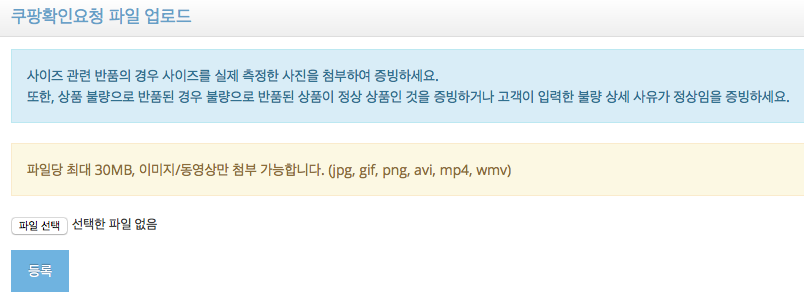 쿠팡확인요청 파일 업로드
사이즈 관련 반품의 경우 사이즈를 실제 측정한 사진을 첨부하여 증빙하세요.
또한, 상품 불량으로 반품된 경우 불량으로 반품된 상품이 정상 상품인 것을 증빙하거나 고객이 입력한 불량 상세 사유가 정상임을 증빙하세요.
파일당 최대 30MB, 이미지/동영상만 첨부 가능합니다. (jpg, gif, png, avi, mp4, wmv)
파일 선택 선택한 파일 없음
등록